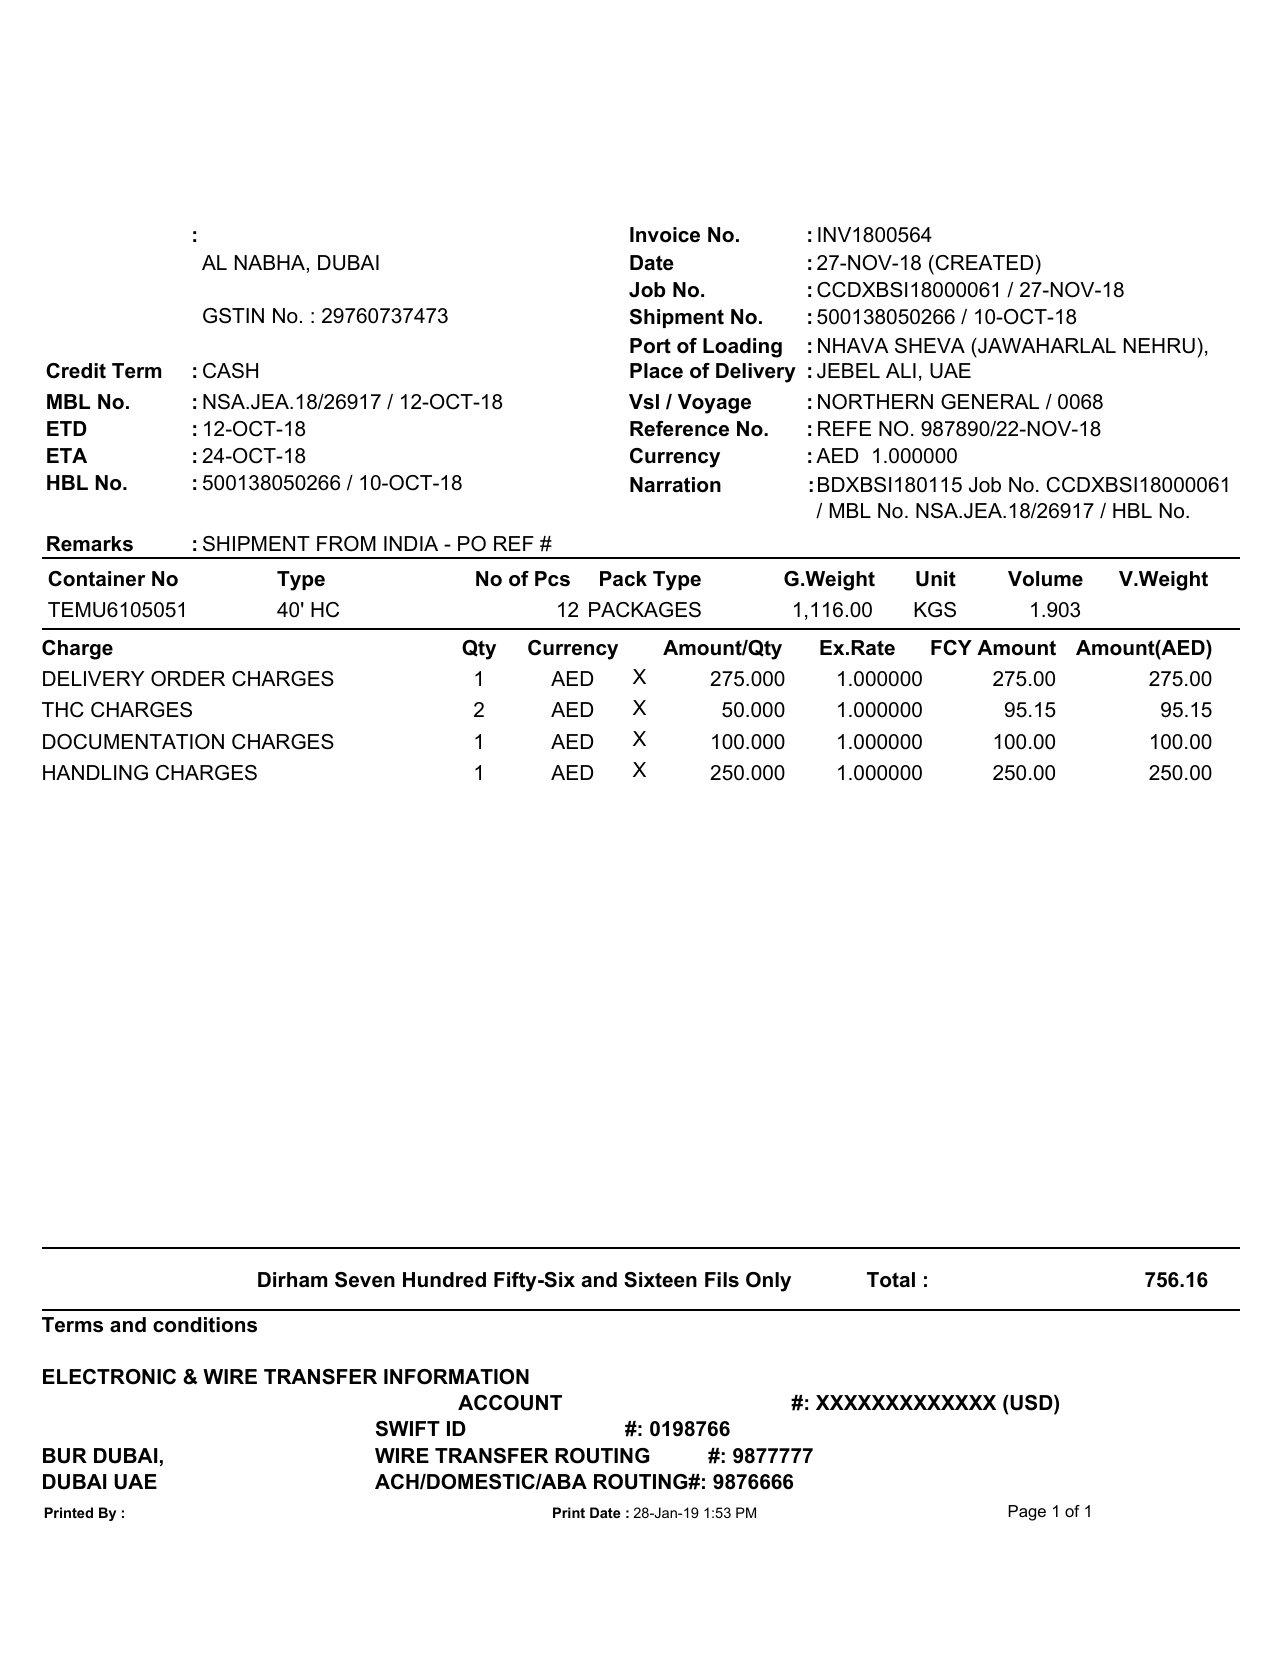 : Invoice No. : INV1800564
AL NABHA, DUBAI Date : 27-NOV-18 (CREATED)
Job No. : CCDXBSI18000061 / 27-NOV-18
GSTIN No. : 29760737473 Shipment No. : 500138050266 / 10-OCT-18
Port of Loading : NHAVA SHEVA (JAWAHARLAL NEHRU),
Credit Term : CASH Place of Delivery : JEBEL ALI, UAE
MBL No. : NSA.JEA.18/26917 / 12-OCT-18 Vsl / Voyage : NORTHERN GENERAL / 0068
ETD : 12-OCT-18 Reference No. : REFE NO. 987890/22-NOV-18
ETA : 24-OCT-18 Currency : AED 1.000000
HBL No. : 500138050266 / 10-OCT-18 Narration : BDXBSI180115 Job No. CCDXBSI18000061
/ MBL No. NSA.JEA.18/26917 / HBL No.
Remarks : SHIPMENT FROM INDIA - PO REF #
Container No Type No of Pcs Pack Type G.Weight Unit Volume V.Weight
TEMU6105051 40' HC 12 PACKAGES 1,116.00 KGS 1.903
Charge Qty Currency Amount/Qty Ex.Rate FCY Amount Amount(AED)
DELIVERY ORDER CHARGES 1 AED X 275.000 1.000000 275.00 275.00
THC CHARGES 2 AED X 50.000 1.000000 95.15 95.15
DOCUMENTATION CHARGES 1 AED X 100.000 1.000000 100.00 100.00
HANDLING CHARGES 1 AED X 250.000 1.000000 250.00 250.00
Dirham Seven Hundred Fifty-Six and Sixteen Fils Only Total : 756.16
Terms and conditions
ELECTRONIC & WIRE TRANSFER INFORMATION
ACCOUNT #: XXXXXXXXXXXXX (USD)
SWIFT ID #: 0198766
BUR DUBAI, WIRE TRANSFER ROUTING #: 9877777
DUBAI UAE ACH/DOMESTIC/ABA ROUTING#: 9876666
Printed By : Print Date : 28-Jan-19 1:53 PM Page 1 of 1